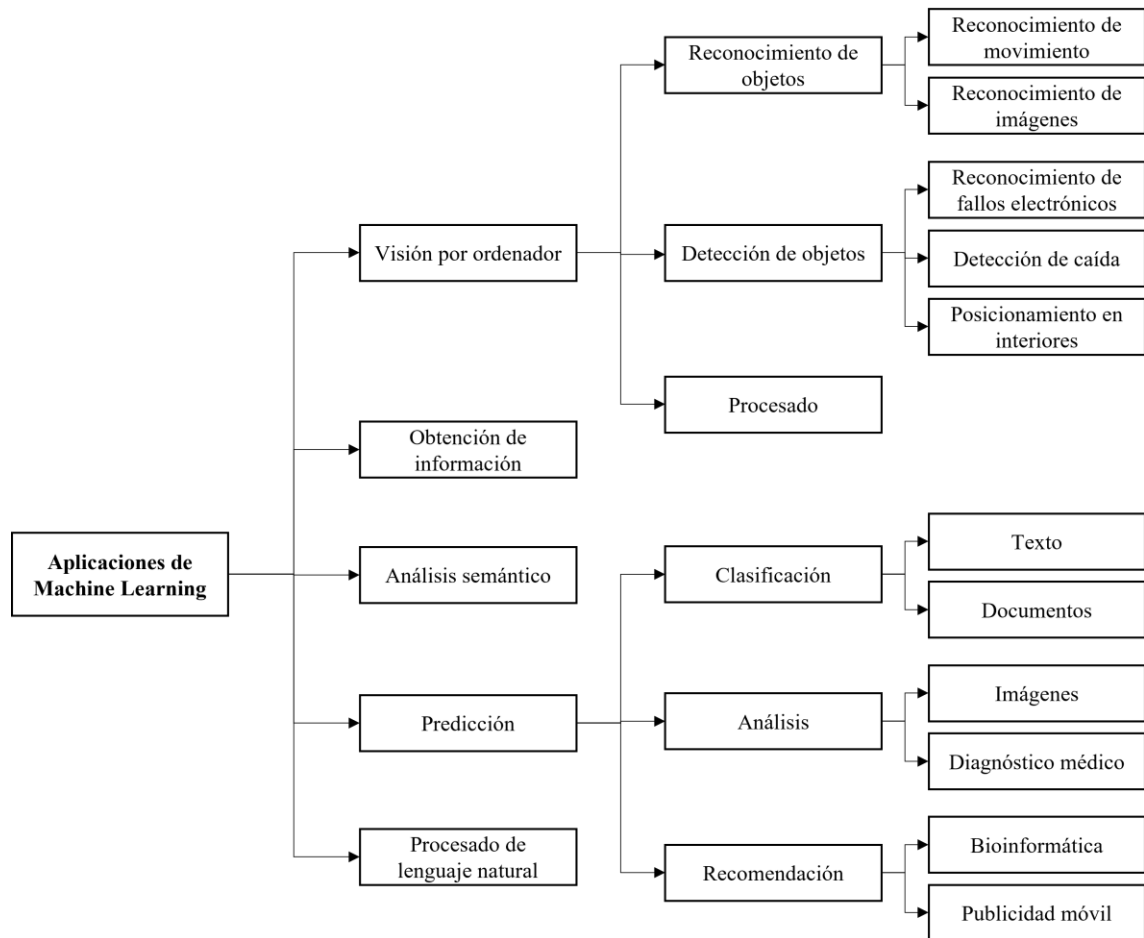 Reconocimiento de
movimiento
Reconocimiento de
objetos
Reconocimiento de
imágenes
Reconocimiento de
fallos electrónicos
Visión por ordenador
Detección de objetos
Detección de caída
Posicionamiento en
interiores
Procesado
Obtención de
información
Aplicaciones de
Machine Learning
Análisis semántico
Clasificación
Texto
Documentos
Predicción
Análisis
Imágenes
Diagnóstico médico
Procesado de
lenguaje natural
Recomendación
Bioinformática
Publicidad móvil